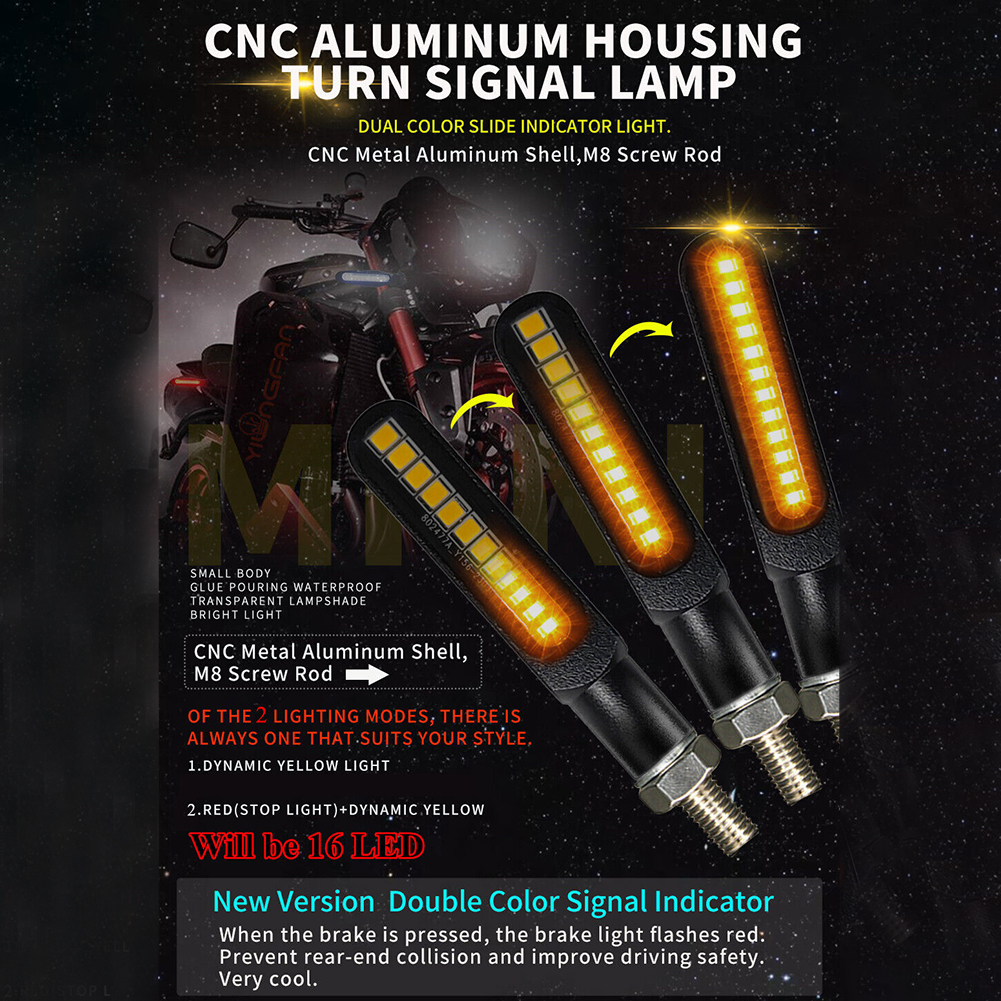 CNC ALUMINUM HOUSING
TURN SIGNAL LAMP
DUAL COLOR SLIDE INDICATOR LIGHT.
CNC Metal Aluminum Shell,M8 Screw Rod
YIUNGFAN
SMALL BODY
GLUE POURING WATERPROOF
TRANSPARENT LAMPSHADE
BRIGHT LIGHT
CNC Metal Aluminum Shell,
M8 Screw Rod
OF THE 2 LIGHTING MODES, THERE IS
ALWAYS ONE THAT SUITS YOUR STYLE.
1.DYNAMIC YELLOW LIGHT
2.RED(STOP LIGHT)+DYNAMIC YELLOW
Will be 16 LED
New Version Double Color Signal Indicator
When the brake is pressed, the brake light flashes red.
Prevent rear-end collision and improve driving safety.
Very cool.